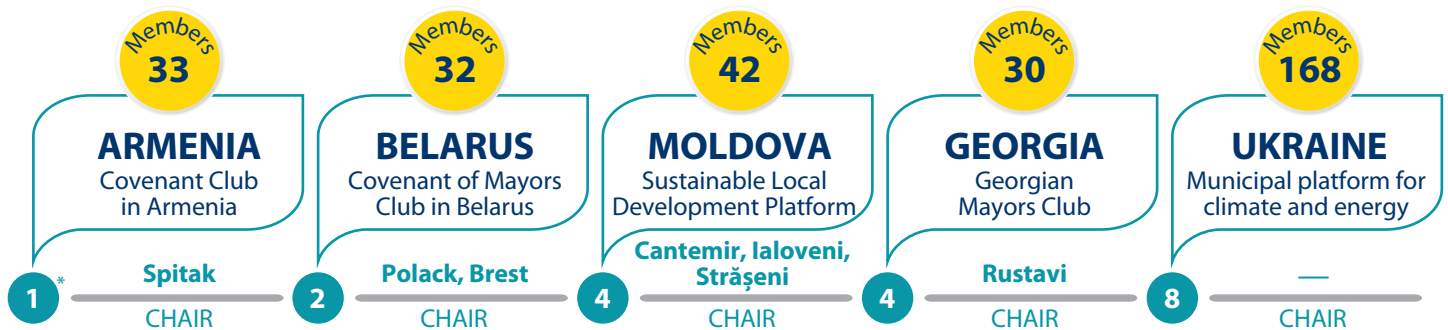 Members
33
ARMENIA
Covenant Club
in Armenia
1
*
Spitak
CHAIR
Members
32
BELARUS
Covenant of Mayors
Club in Belarus
2
Polack, Brest
CHAIR
Members
42
MOLDOVA
Sustainable Local
Development Platform
4
Cantemir, Ialoveni,
Strășeni
CHAIR
Members
30
GEORGIA
Georgian
Mayors Club
4
Rustavi
CHAIR
Members
168
UKRAINE
Municipal platform for
climate and energy
8
—
CHAIR